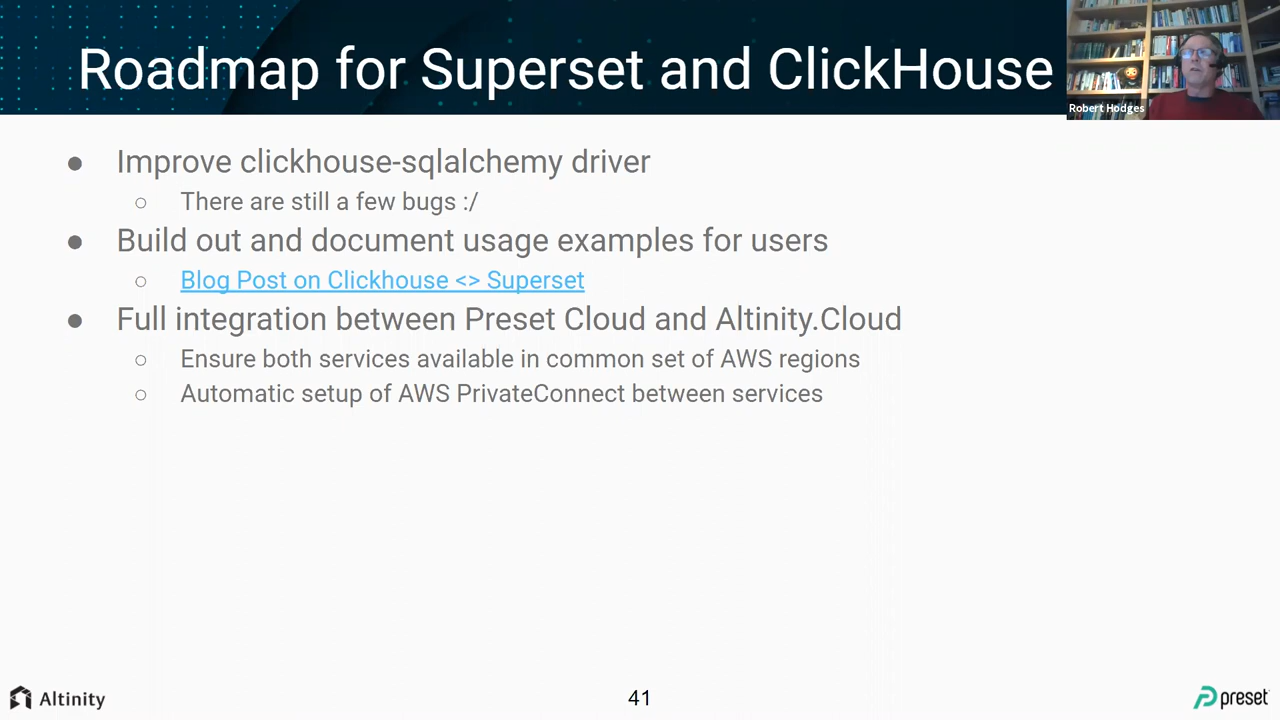 Roadmap for Superset and ClickHouse
Robert Hodges
● Improve clickhouse-sqlalchemy driver
○ There are still a few bugs :/
● Build out and document usage examples for users
○ Blog Post on Clickhouse <> Superset
● Full integration between Preset Cloud and Altinity.Cloud
○ Ensure both services available in common set of AWS regions
○ Automatic setup of AWS PrivateConnect between services
Altinity
41
preset